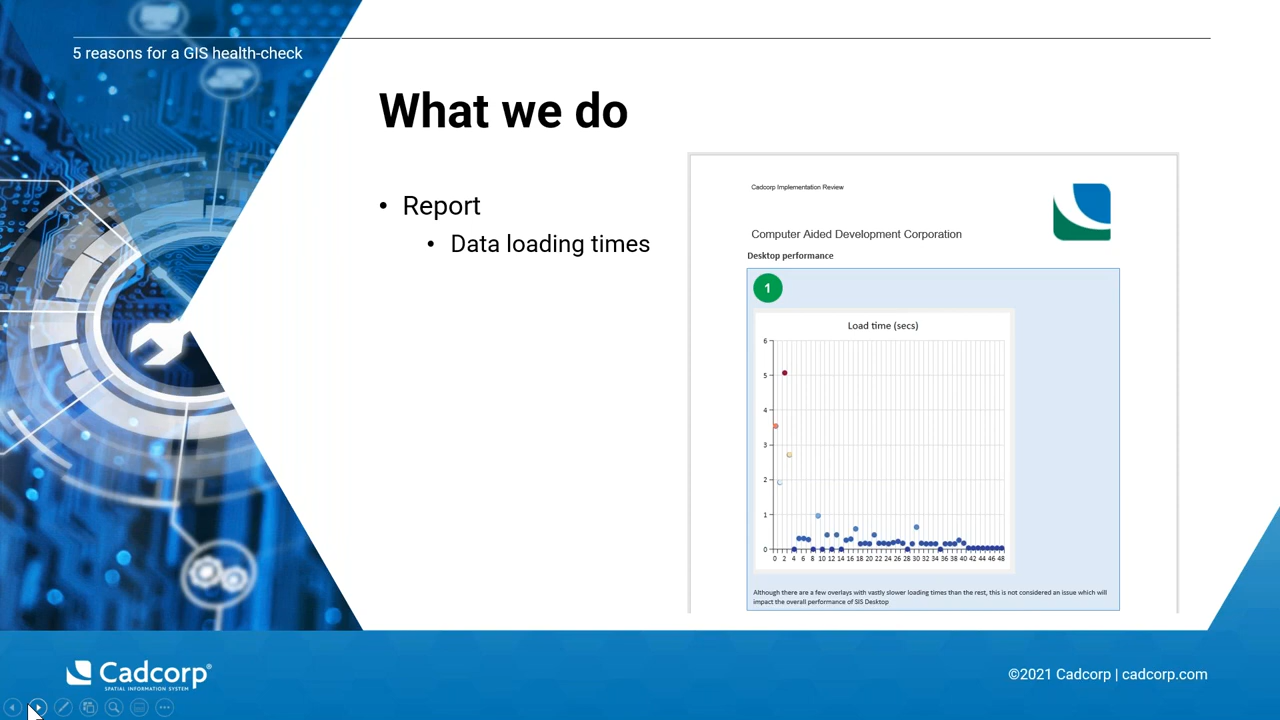 5 reasons for a GIS health-check
What we do
• Report
• Data loading times
Cadcorp Implementation Review
Computer Aided Development Corporation
Desktop performance
1
Load time (secs)
6
5
4
3
2
1
0
0 2 4 6 8 10 12 14 16 18 20 22 24 26 28 30 32 34 36 38 40 42 44 46 48
Although there are a few overlays with vastly slower loading times than the rest, this is not considered an issue which will
impact the overall performance of SIS Desktop
Cadcorp®
SPATIAL INFORMATION SYSTEM
©2021 Cadcorp | cadcorp.com